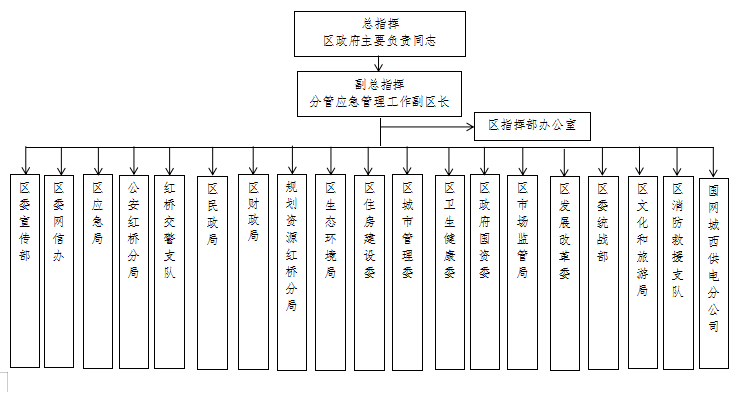 总指挥
区政府主要负责同志
副总指挥
分管应急管理工作副区长
区指挥部办公室
区委宣传部
区委网信办
区应急局
公安红桥分局
红桥交警支队
区民政局
区财政局
规划资源红桥分局
区生态环境局
区住房建设委
区城市管理委
区卫生健康委
区政府国资委
区市场监管局
区发展改革委
区委统战部
区文化和旅游局
区消防救援支队
国网城西供电分公司